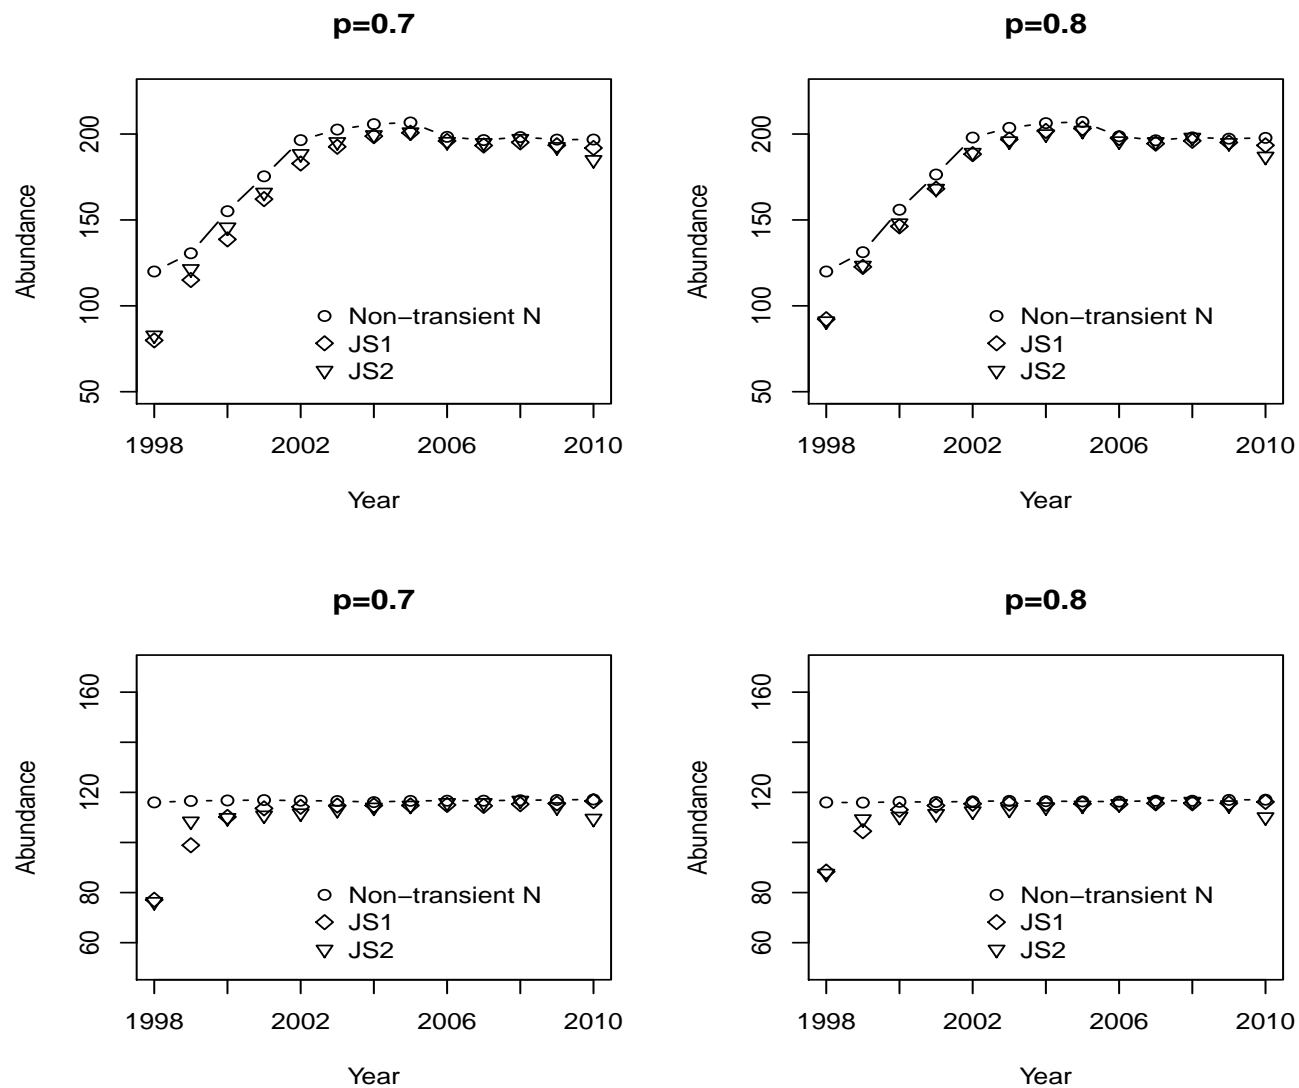 p=0.7
Abundance
200
150
100
50
Non−transient N
JS1
JS2
1998
2002
2006
2010
Year
p=0.8
Abundance
200
150
100
50
Non−transient N
JS1
JS2
1998
2002
2006
2010
Year
p=0.7
Abundance
160
120
80
60
Non−transient N
JS1
JS2
1998
2002
2006
2010
Year
p=0.8
Abundance
160
120
80
60
Non−transient N
JS1
JS2
1998
2002
2006
2010
Year